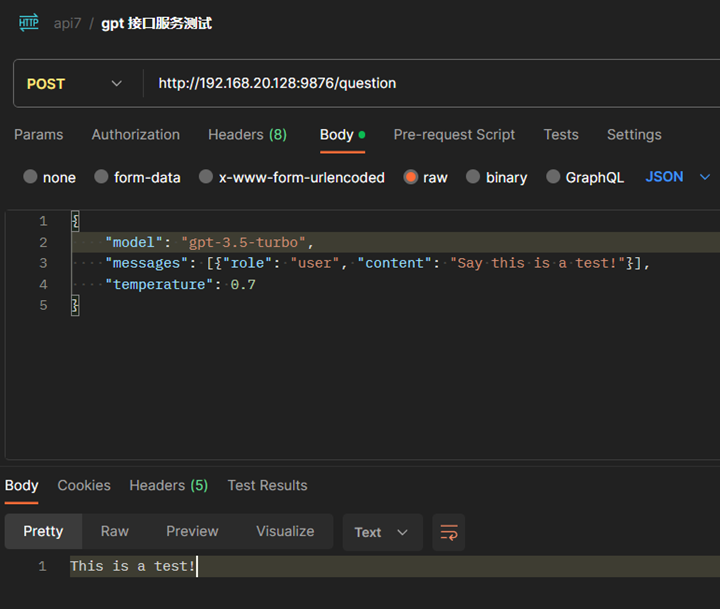 HTTP api7 / gpt 接口服务测试
POST http://192.168.20.128:9876/question
Params Authorization Headers (8) Body Pre-request Script Tests Settings
none form-data x-www-form-urlencoded raw binary GraphQL JSON
1 {
2 "model": "gpt-3.5-turbo",
3 "messages": [{"role": "user", "content": "Say this is a test!"}],
4 "temperature": 0.7
5 }
Body Cookies Headers (5) Test Results
Pretty Raw Preview Visualize Text
1 This is a test!